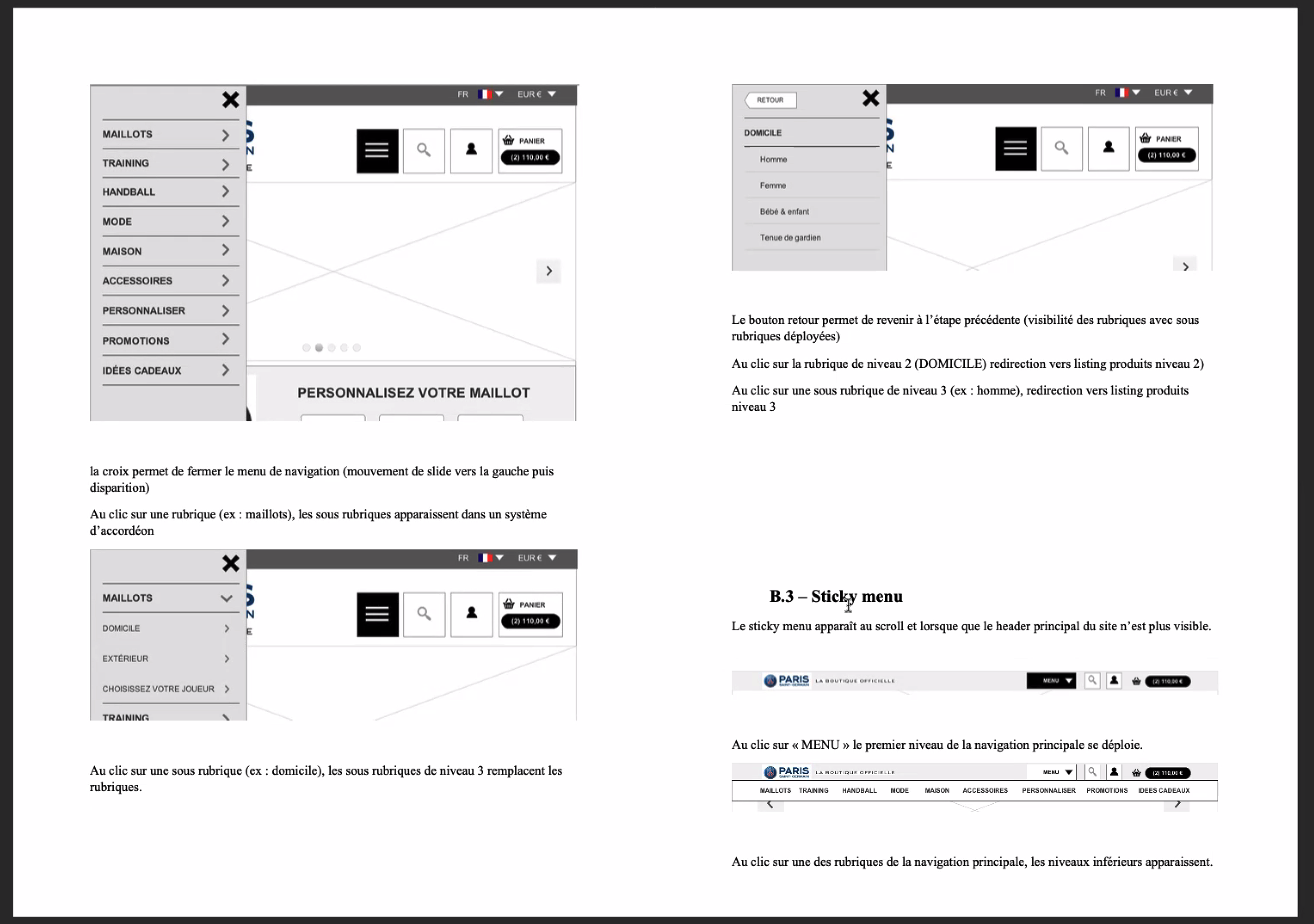 FR EUR €
PANIER
(2) 110,00 €
MAILLOTS
TRAINING
HANDBALL
MODE
MAISON
ACCESSOIRES
PERSONNALISER
PROMOTIONS
IDÉES CADEAUX
PERSONNALISEZ VOTRE MAILLOT
la croix permet de fermer le menu de navigation (mouvement de slide vers la gauche puis
disparition)
Au clic sur une rubrique (ex : maillots), les sous rubriques apparaissent dans un système
d’accordéon
FR EUR €
PANIER
(2) 110,00 €
MAILLOTS
DOMICILE
EXTÉRIEUR
CHOISISSEZ VOTRE JOUEUR
TRAINING
Au clic sur une sous rubrique (ex : domicile), les sous rubriques de niveau 3 remplacent les
rubriques.
RETOUR
FR EUR €
PANIER
(2) 110,00 €
DOMICILE
Homme
Femme
Bébé & enfant
Tenue de gardien
Le bouton retour permet de revenir à l’étape précédente (visibilité des rubriques avec sous
rubriques déployées)
Au clic sur la rubrique de niveau 2 (DOMICILE) redirection vers listing produits niveau 2)
Au clic sur une sous rubrique de niveau 3 (ex : homme), redirection vers listing produits
niveau 3
B.3 – Sticky menu
Le sticky menu apparaît au scroll et lorsque que le header principal du site n’est plus visible.
PARIS LA BOUTIQUE OFFICIELLE MENU (2) 110,00 €
SAINT-GERMAIN
Au clic sur « MENU » le premier niveau de la navigation principale se déploie.
PARIS LA BOUTIQUE OFFICIELLE MENU (2) 110,00 €
SAINT-GERMAIN
MAILLOTS TRAINING HANDBALL MODE MAISON ACCESSOIRES PERSONNALISER PROMOTIONS IDEES CADEAUX
Au clic sur une des rubriques de la navigation principale, les niveaux inférieurs apparaissent.